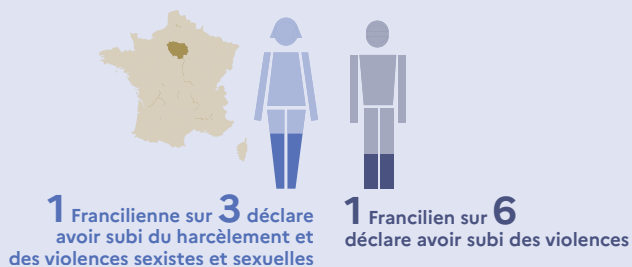 1 Francilienne sur 3 déclare
avoir subi du harcèlement et
des violences sexistes et sexuelles
1 Francilien sur 6
déclare avoir subi des violences